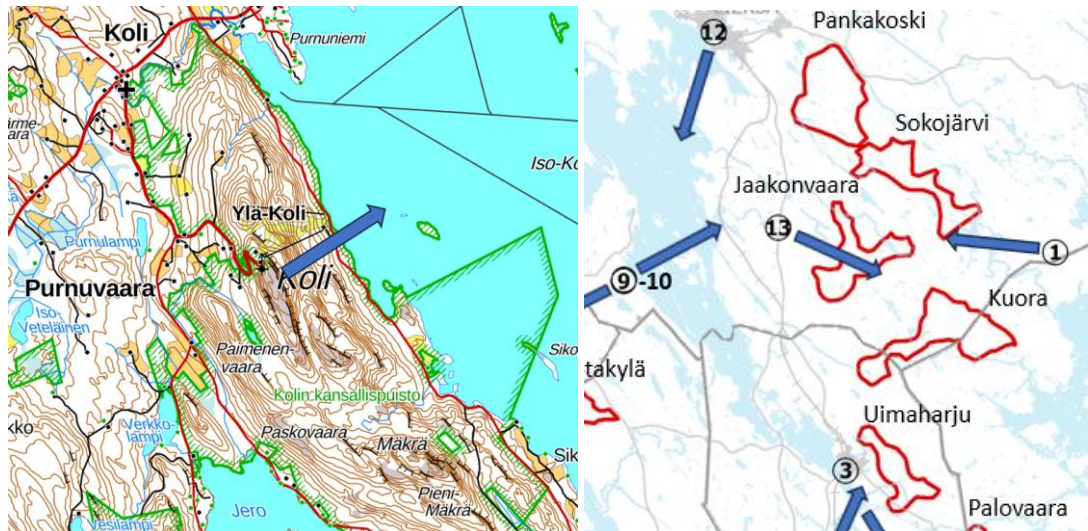 Koli
Purnuniemi
Iso-Ko
Ylä-Koli
Purnulampi
Koli
Purnuvaara
Iso-
Veteläinen
Paimenen-
vaara
Siko
Kolin kansallispuisto
kko
Verkko-
lampi
Paskovaara
Mäkrä
Sik
Pieni-
Mäkrä
Jero
Vesilampi
12
Pankakoski
Sokojärvi
Jaakonvaara
13
1
9-10
Kuora
takylä
Uimaharju
3
Palovaara